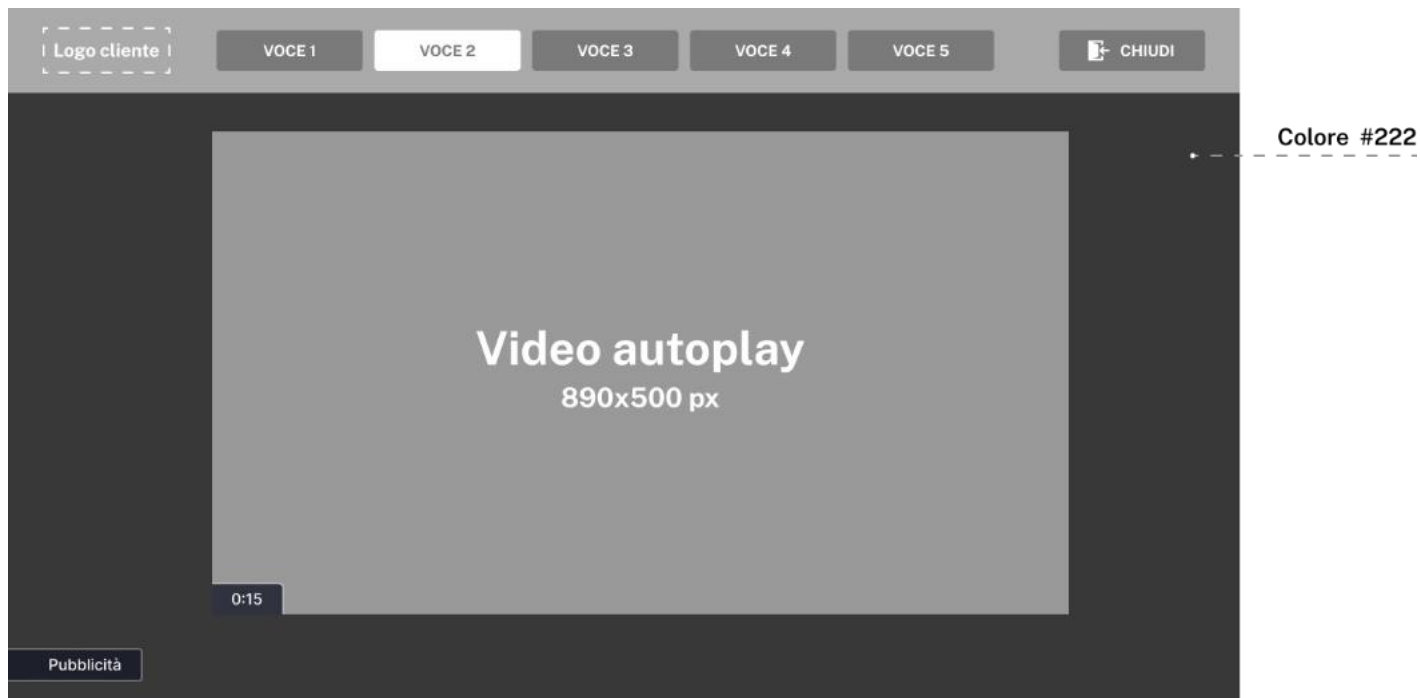 Logo cliente
VOCE 1
VOCE 2
VOCE 3
VOCE 4
VOCE 5
CHIUDI
Colore #222
Video autoplay
890x500 px
0:15
Pubblicità